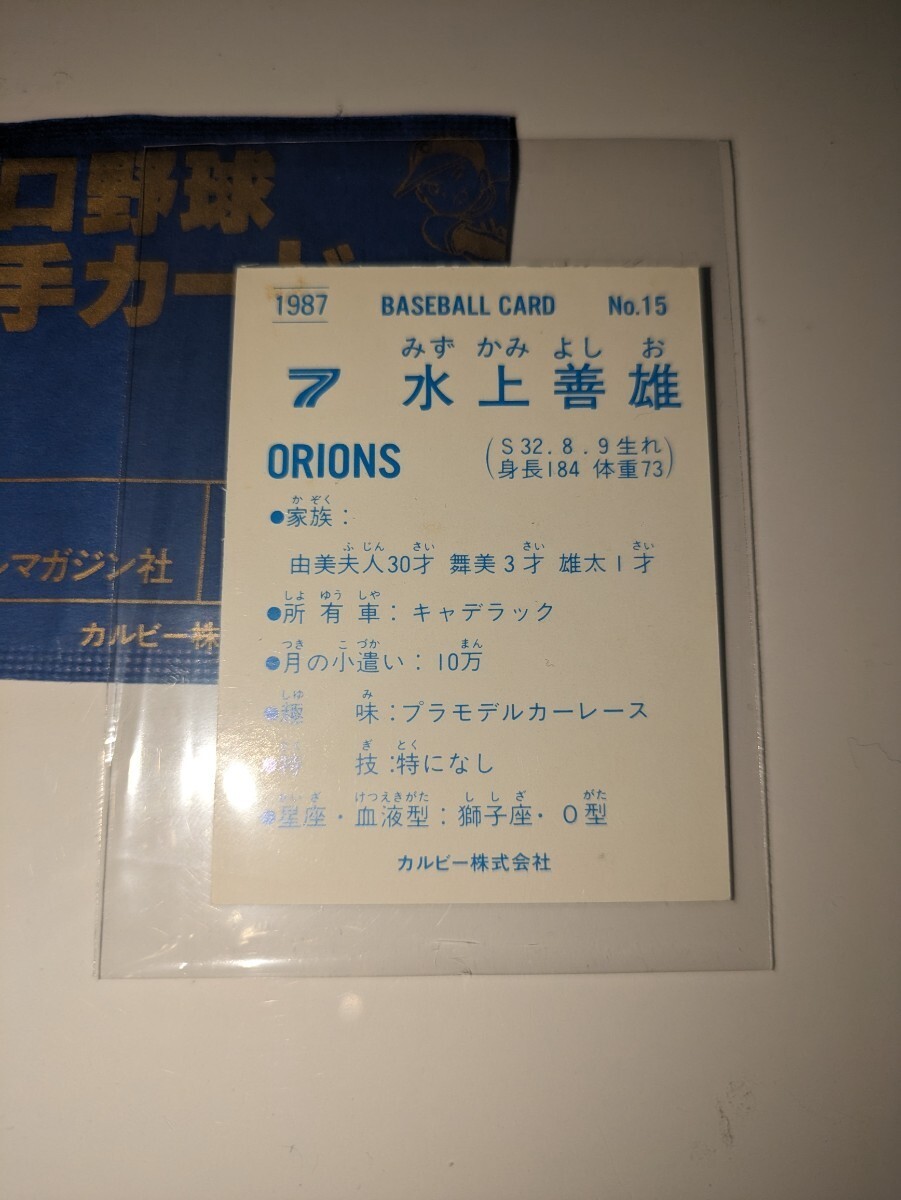 ロ野球
手カード
ルマガジン社
カルビー株
1987 BASEBALL CARD No.15
みず かみ よし お
7 水上善雄
ORIONS
(S32.8.9生れ
身長184 体重73)
かぞく
●家族:
ふじん さい さい さい
由美夫人30才 舞美3才 雄太1才
しよゆうしや
●所有車:キャデラック
つき こづか まん
●月の小遣い:10万
しゆ み
●趣 味:プラモデルカーレース
ぎ とく
技:特になし
けつえきがた ししざ がた
●星座・血液型:獅子座・O型
カルビー株式会社